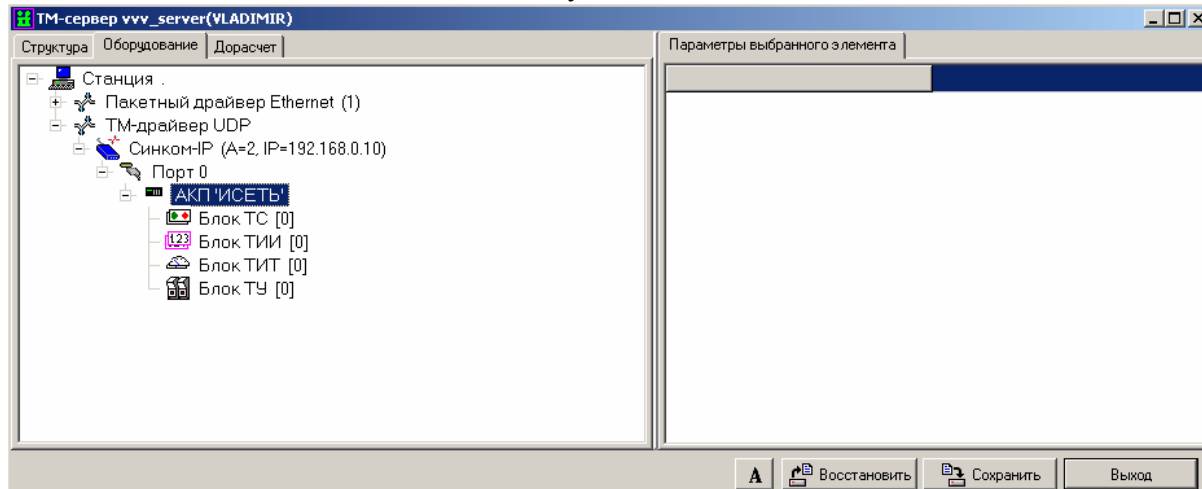 ТМ-сервер vvv_server(VLADIMIR)
Структура Оборудование Дорасчет
Параметры выбранного элемента
Станция .
Пакетный драйвер Ethernet (1)
ТМ-драйвер UDP
Синком-IP (A=2, IP=192.168.0.10)
Порт 0
АКП 'ИСЕТЬ'
Блок ТС [0]
123
Блок ТИИ [0]
Блок ТИТ [0]
Блок ТУ [0]
A Восстановить Сохранить Выход